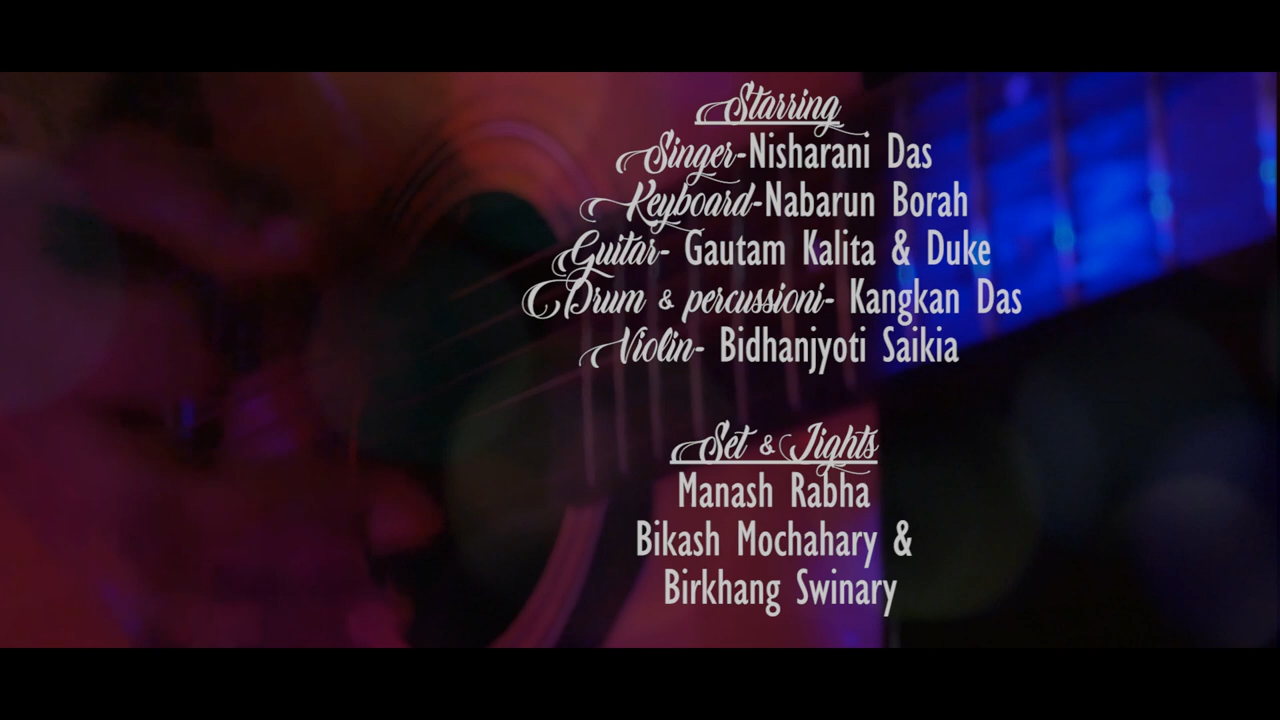 Starring
Singer-Nisharani Das
Keyboard-Nabarun Borah
Guitar- Gautam Kalita & Duke
Drum & percussioni- Kangkan Das
Violin- Bidhanjyoti Saikia
Set & Lights
Manash Rabha
Bikash Mochahary &
Birkhang Swinary